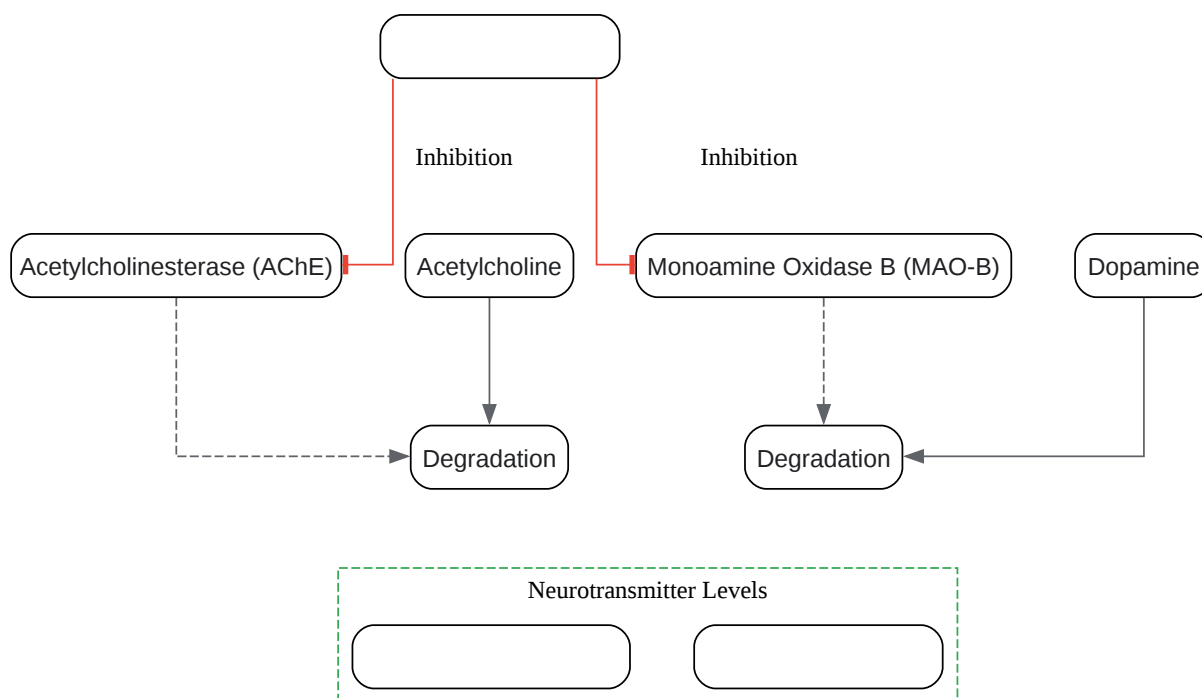 Inhibition
Inhibition
Acetylcholinesterase (AChE)
Acetylcholine
Monoamine Oxidase B (MAO-B)
Dopamine
Degradation
Degradation
Neurotransmitter Levels